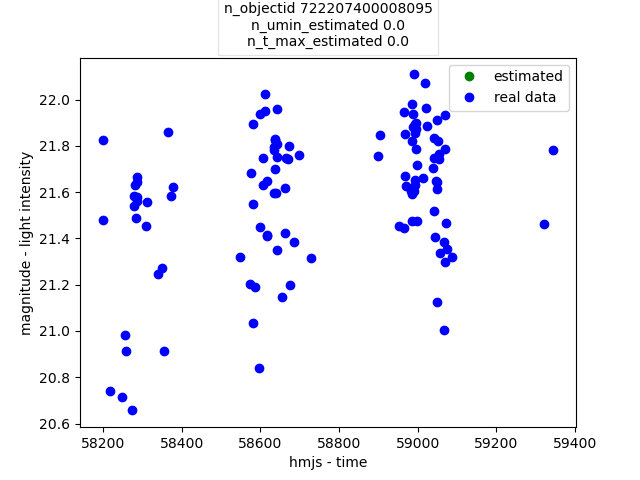 n_objectid 722207400008095
n_umin_estimated 0.0
n_t_max_estimated 0.0
estimated
real data
magnitude - light intensity
22.0
21.8
21.6
21.4
21.2
21.0
20.8
20.6
58200 58400 58600 58800 59000 59200 59400
hmjs - time